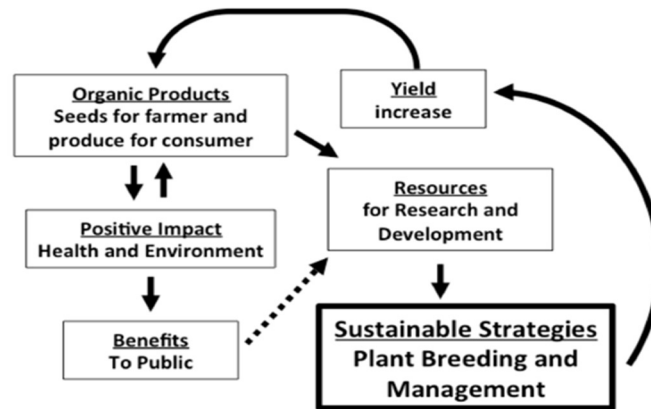 Organic Products
Seeds for farmer and
produce for consumer
Yield
increase
Positive Impact
Health and Environment
Resources
for Research and
Development
Benefits
To Public
Sustainable Strategies
Plant Breeding and
Management